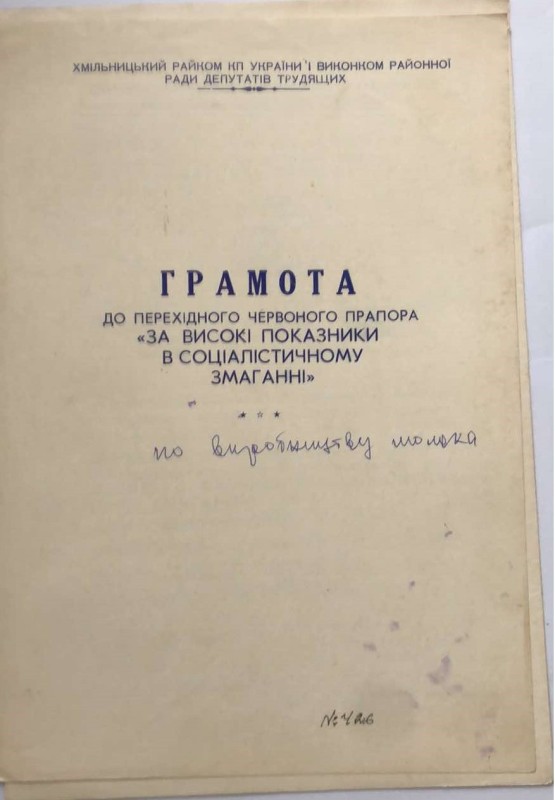 ХМІЛЬНИЦЬКИЙ РАЙКОМ КП УКРАЇНИ І ВИКОНКОМ РАЙОННОЇ
РАДИ ДЕПУТАТІВ ТРУДЯЩИХ
ГРАМОТА
ДО ПЕРЕХІДНОГО ЧЕРВОНОГО ПРАПОРА
«ЗА ВИСОКІ ПОКАЗНИКИ
В СОЦІАЛІСТИЧНОМУ
ЗМАГАННІ»
по виробництву молока